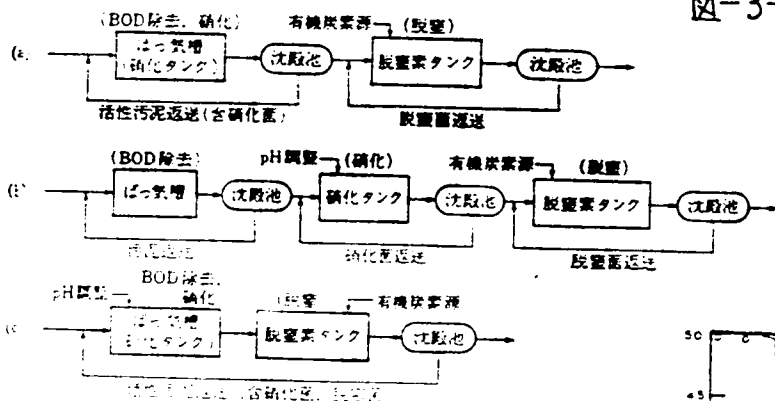 図-3-
(BOD除去, 硝化)
有機炭素源
(脱窒)
(a)
ばっ気槽
(硝化タンク)
沈殿池
脱窒素タンク
沈殿池
活性汚泥返送(含硝化菌)
脱窒菌返送
(BOD除去)
pH調整
(硝化)
有機炭素源
(脱窒)
ばっ気槽
沈殿池
硝化タンク
沈殿池
脱窒素タンク
沈殿池
汚泥返送
硝化菌返送
脱窒菌返送
BOD除去,
pH調整
硝化
脱窒
有機炭素源
ばっ気槽
タンク)
脱窒素タンク
沈殿池
50
45